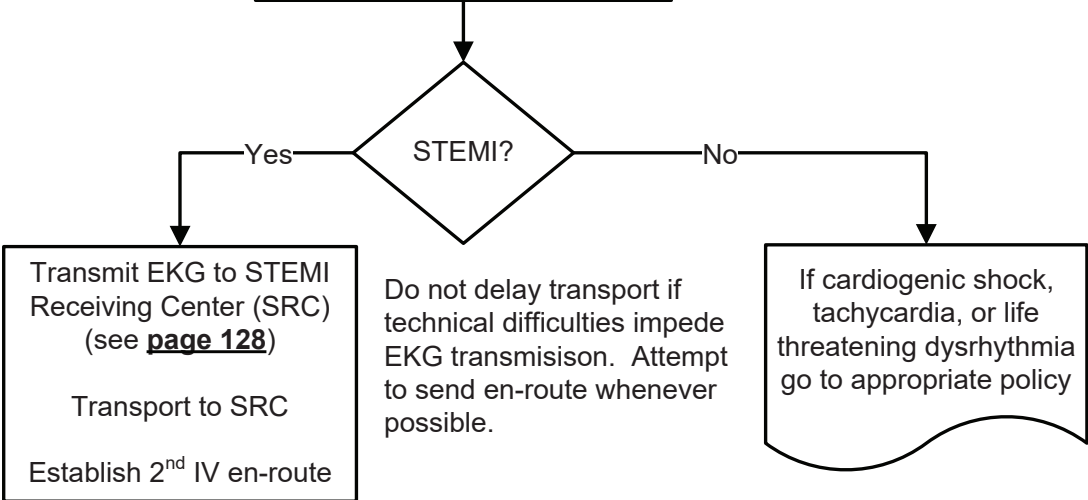 STEMI?
Yes
No
Transmit EKG to STEMI
Receiving Center (SRC)
(see page 128)
Transport to SRC
Establish 2nd IV en-route
Do not delay transport if
technical difficulties impede
EKG transmisison.  Attempt
to send en-route whenever
possible.
If cardiogenic shock,
tachycardia, or life
threatening dysrhythmia
go to appropriate policy